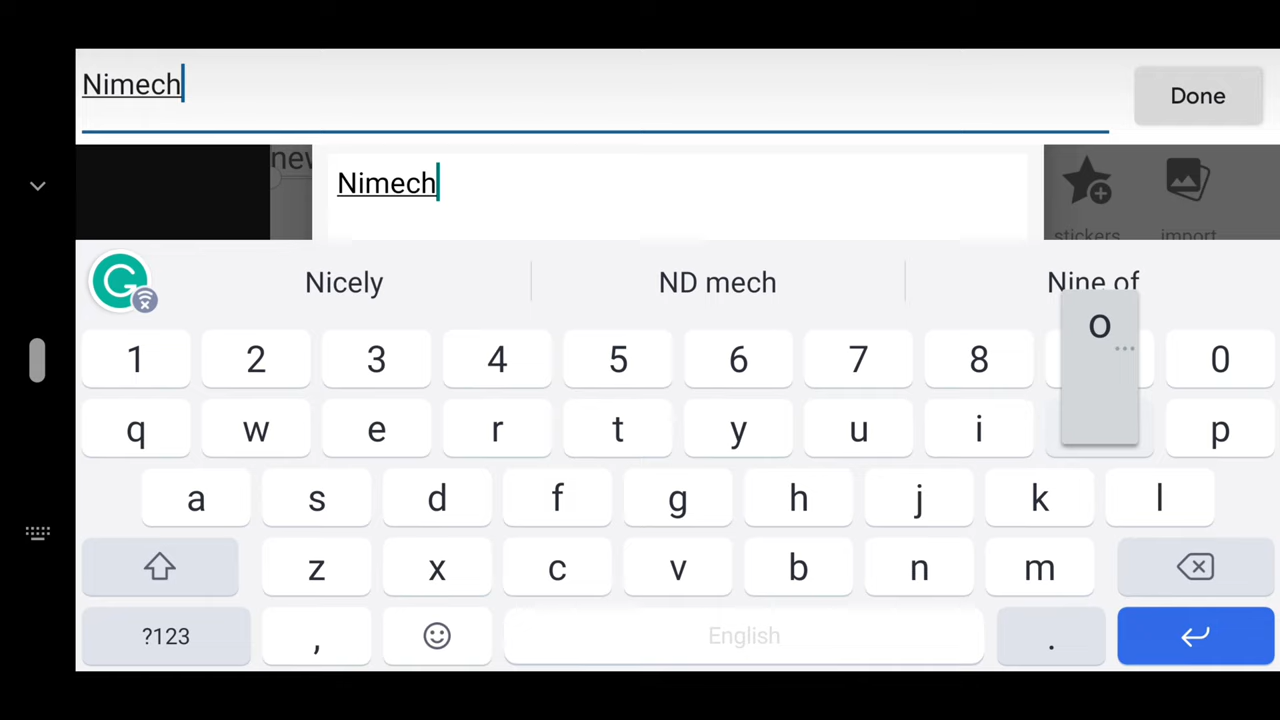 Nimech
Done
new
Nimech
stickers
import
Nicely
ND mech
Nine of
o
1 2 3 4 5 6 7 8 0
q w e r t y u i p
a s d f g h j k l
z x c v b n m
?123 , English .